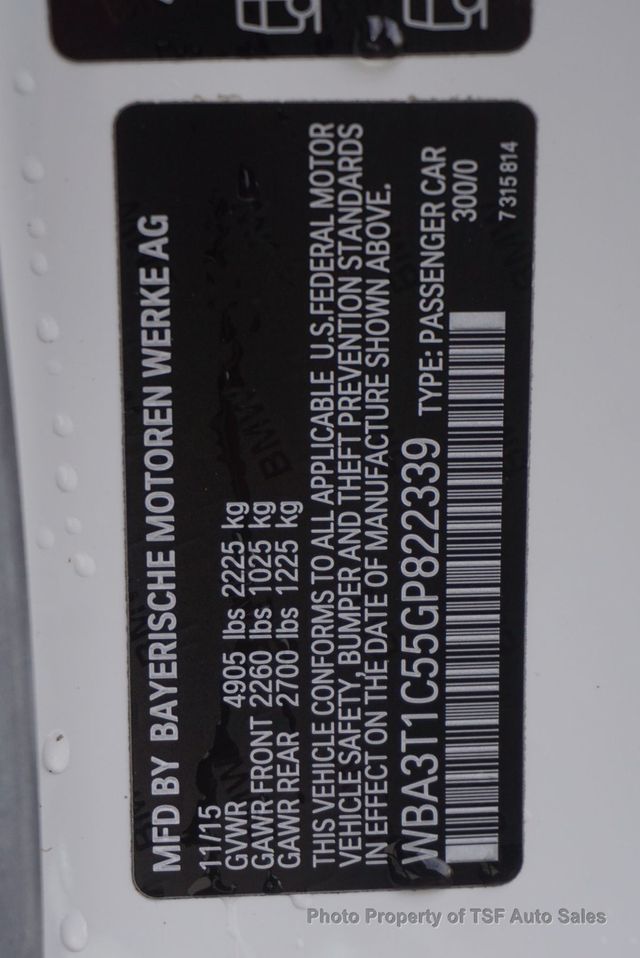 MFD BY BAYERISCHE MOTOREN WERKE AG
11/15
GVWR 4905 lbs 2225 kg
GAWR FRONT 2260 lbs 1025 kg
GAWR REAR 2700 lbs 1225 kg
THIS VEHICLE CONFORMS TO ALL APPLICABLE U.S.FEDERAL MOTOR
VEHICLE SAFETY, BUMPER AND THEFT PREVENTION STANDARDS
IN EFFECT ON THE DATE OF MANUFACTURE SHOWN ABOVE.
WBA3T1C55GP822339 TYPE: PASSENGER CAR
300/0
7 315 814
BMW
Photo Property of TSF Auto Sales